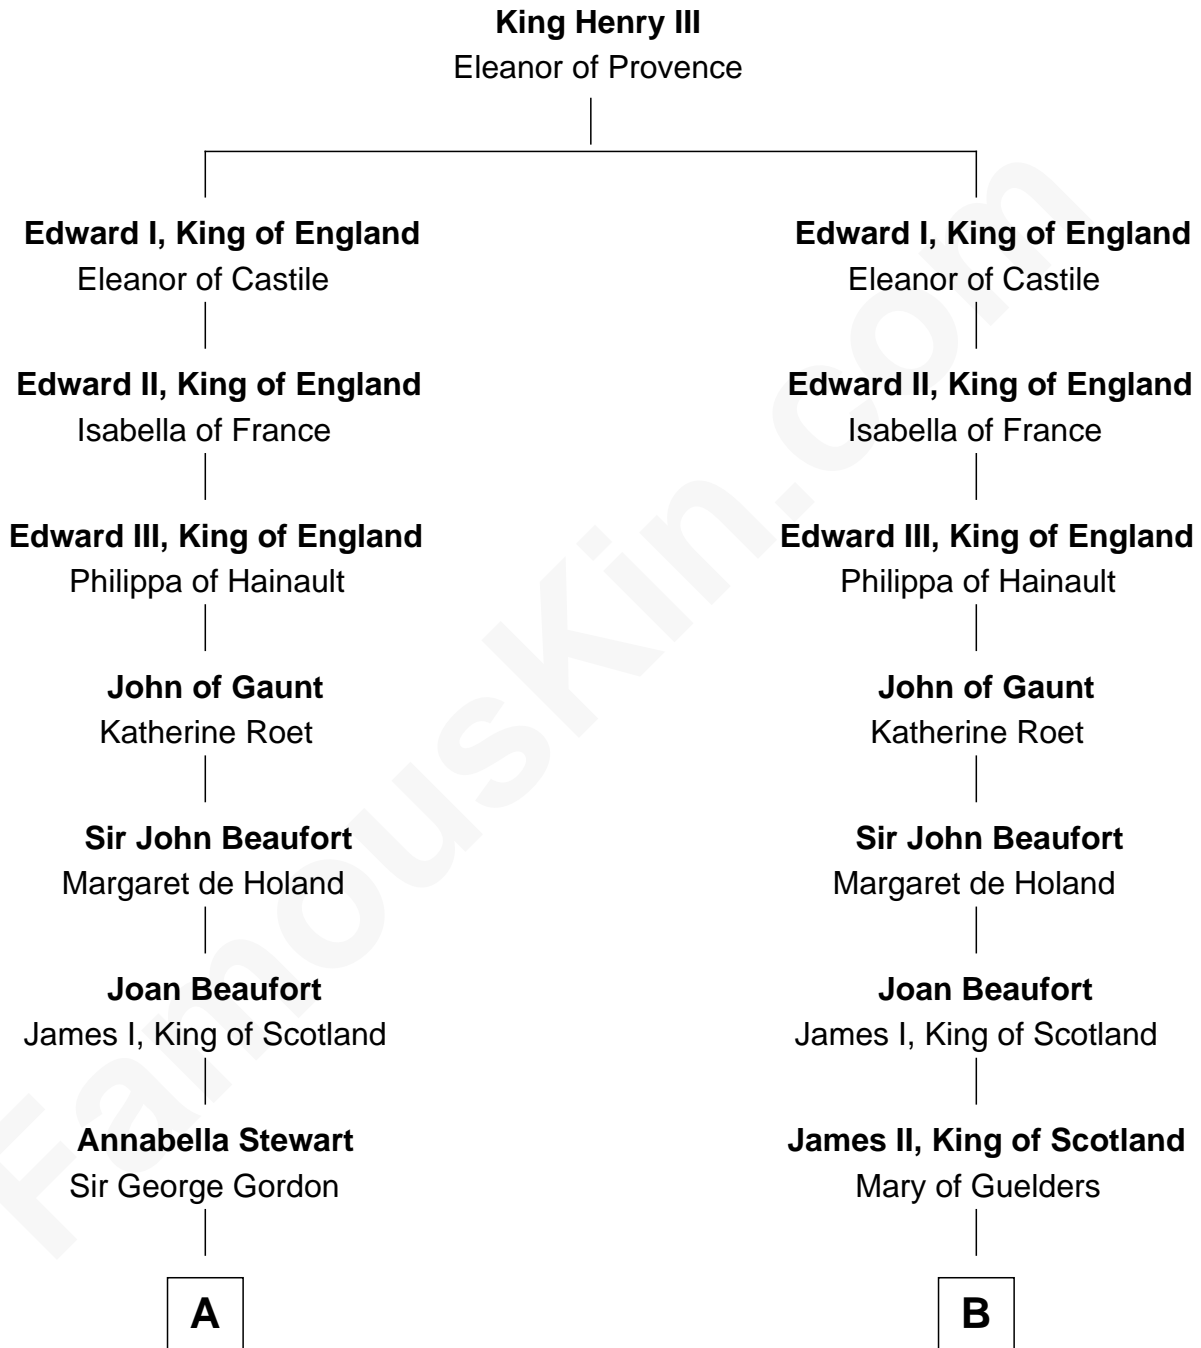 King Henry III
Eleanor of Provence
Edward I, King of England
Eleanor of Castile
Edward I, King of England
Eleanor of Castile
Edward II, King of England
Isabella of France
Edward II, King of England
Isabella of France
Edward III, King of England
Philippa of Hainault
Edward III, King of England
Philippa of Hainault
John of Gaunt
Katherine Roet
John of Gaunt
Katherine Roet
Sir John Beaufort
Margaret de Holand
Sir John Beaufort
Margaret de Holand
Joan Beaufort
James I, King of Scotland
Joan Beaufort
James I, King of Scotland
Annabella Stewart
Sir George Gordon
James II, King of Scotland
Mary of Guelders
A
B
FamousKin.com